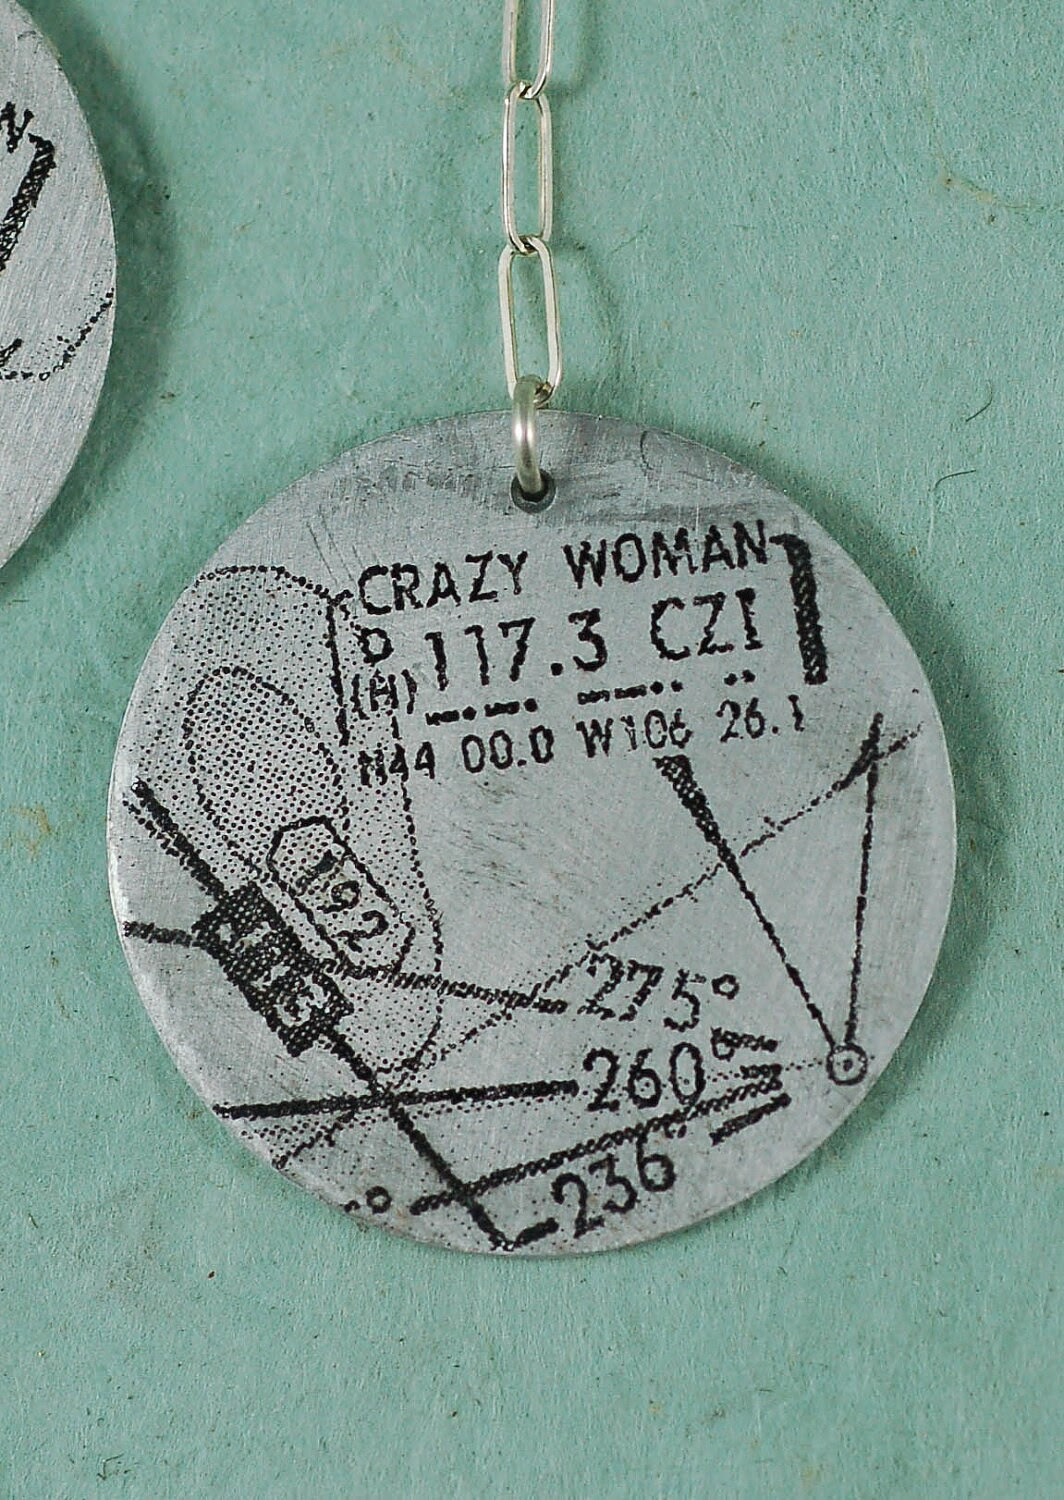 CRAZY WOMAN
D
(H) 117.3 CZI
N44 00.0 W106 26.1
192
275°
260°
236°